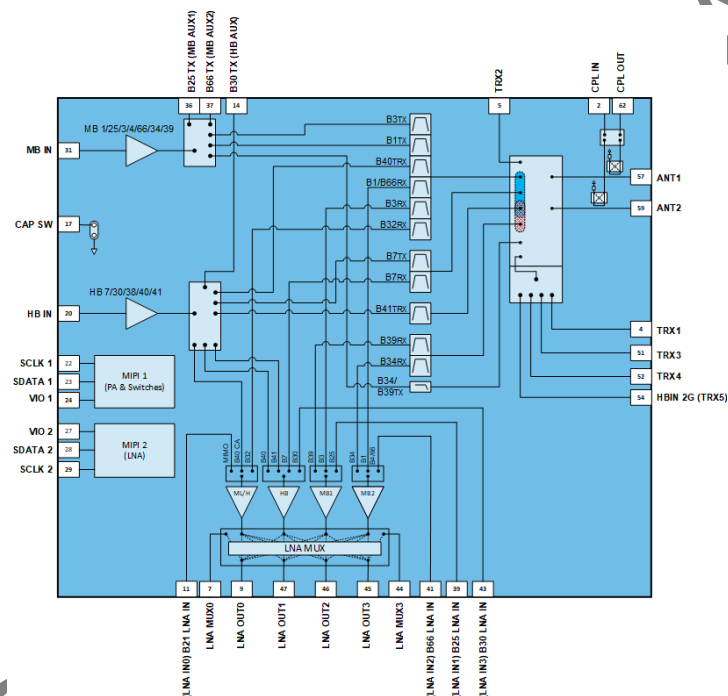 B25 TX (MB AUX1)
B66 TX (MB AUX2)
B30 TX (HB AUX)
TRX2
CPL IN
CPL OUT
36
37
14
5
2
62
MB 1/25/3/4/66/34/39
MB IN
31
B3TX
B1TX
B40TRX
B1/B66RX
B3RX
B32RX
57
ANT1
59
ANT2
CAP SW
17
B7TX
B7RX
HB 7/30/38/40/41
HB IN
20
B41TRX
B39RX
B34RX
B34/
B39TX
4
TRX1
51
TRX3
52
TRX4
54
HBIN 2G (TRX5)
SCLK 1
22
SDATA 1
23
VIO 1
24
MIPI 1
(PA & Switches)
VIO 2
27
SDATA 2
28
SCLK 2
29
MIPI 2
(LNA)
MIMO
B40 CA
B32
B40
B41
B7
B30
B39
B3
B25
B34
B1
B4/66
ML/H
HB
MB1
MB2
LNA MUX
11
7
9
47
46
45
44
41
39
43
(LNA IN0) B21 LNA IN
LNA MUX0
LNA OUT0
LNA OUT1
LNA OUT2
LNA OUT3
LNA MUX3
(LNA IN2) B66 LNA IN
(LNA IN1) B25 LNA IN
(LNA IN3) B30 LNA IN